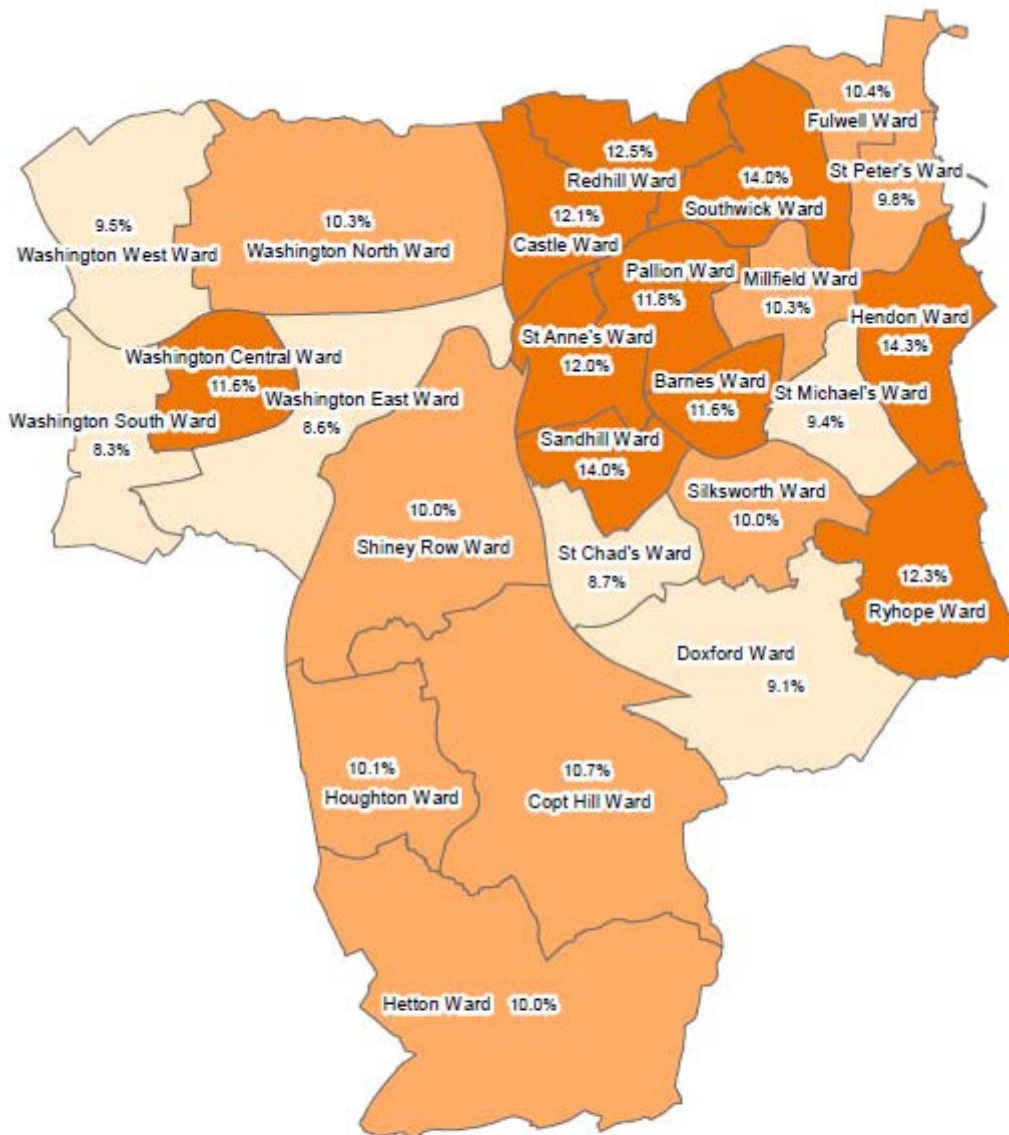 10.4%
Fulwell Ward
12.5%
Redhill Ward
14.0%
Southwick Ward
St Peter's Ward
9.8%
9.5%
Washington West Ward
10.3%
Washington North Ward
12.1%
Castle Ward
Pallion Ward
11.8%
Millfield Ward
10.3%
Hendon Ward
14.3%
St Anne's Ward
12.0%
Washington Central Ward
11.6%
Barnes Ward
11.6%
St Michael's Ward
9.4%
Washington East Ward
8.6%
Washington South Ward
8.3%
Sandhill Ward
14.0%
Silksworth Ward
10.0%
10.0%
Shiney Row Ward
St Chad's Ward
8.7%
12.3%
Ryhope Ward
Doxford Ward
9.1%
10.1%
Houghton Ward
10.7%
Copt Hill Ward
Hetton Ward 10.0%